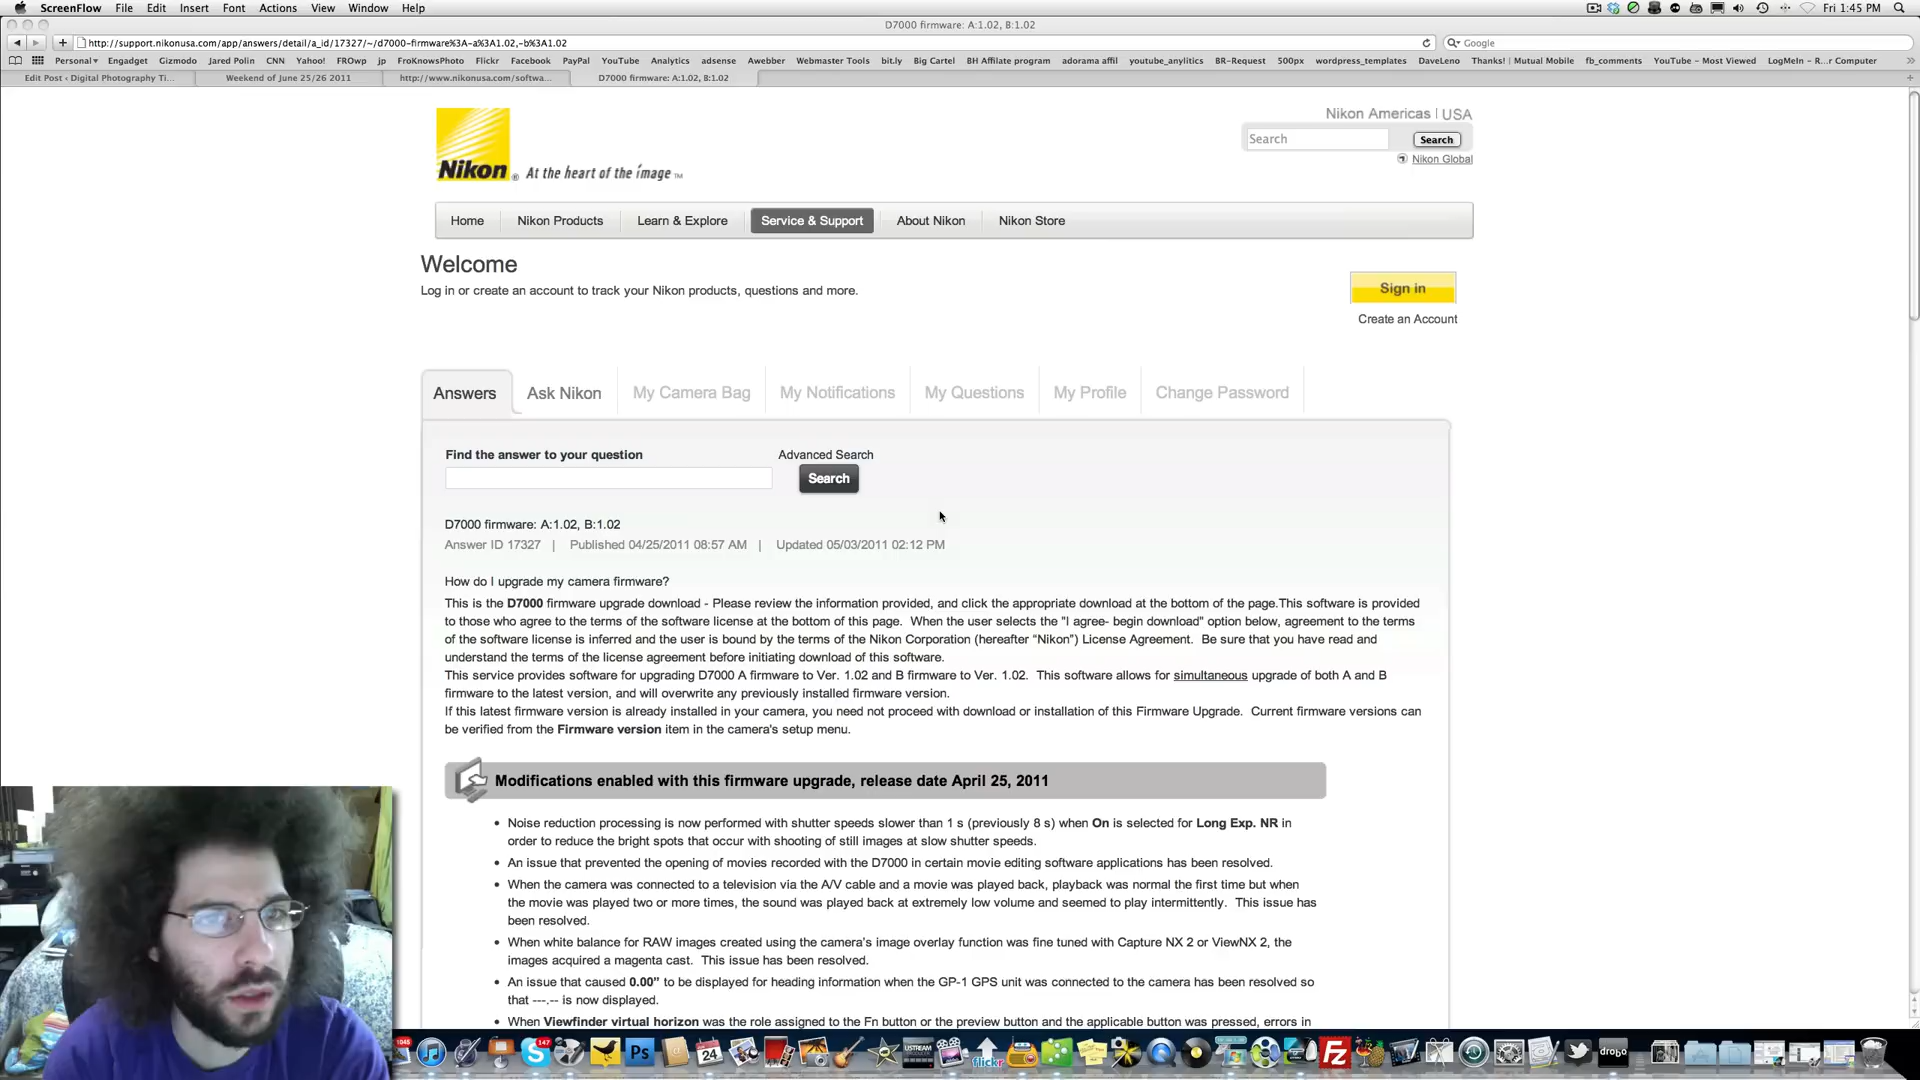 ScreenFlow File Edit Insert Font Actions View Window Help Fri 1:45 PM
D7000 firmware: A:1.02, B:1.02
http://support.nikonusa.com/app/answers/detail/a_id/17327/~/d7000-firmware%3A-a%3A1.02,-b%3A1.02 Google
Personal Engadget Gizmodo Jared Polin CNN Yahoo! FROwp jp FroKnowsPhoto Flickr Facebook PayPal YouTube Analytics adsense Awebber Webmaster Tools bit.ly Big Cartel BH Affilate program adorama affil youtube_anylitics BR-Request 500px wordpress_templates DaveLeno Thanks! | Mutual Mobile fb_comments YouTube - Most Viewed LogMeIn - R...r Computer
Edit Post ‹ Digital Photography Ti... Weekend of June 25/26 2011 http://www.nikonusa.com/softwa... D7000 firmware: A:1.02, B:1.02
Nikon Americas | USA
Search Search
Nikon Global
Nikon® At the heart of the image ™
Home Nikon Products Learn & Explore Service & Support About Nikon Nikon Store
Welcome
Log in or create an account to track your Nikon products, questions and more.
Sign in
Create an Account
Answers Ask Nikon My Camera Bag My Notifications My Questions My Profile Change Password
Find the answer to your question Advanced Search
Search
D7000 firmware: A:1.02, B:1.02
Answer ID 17327 | Published 04/25/2011 08:57 AM | Updated 05/03/2011 02:12 PM
How do I upgrade my camera firmware?
This is the D7000 firmware upgrade download - Please review the information provided, and click the appropriate download at the bottom of the page.This software is provided
to those who agree to the terms of the software license at the bottom of this page. When the user selects the "I agree- begin download" option below, agreement to the terms
of the software license is inferred and the user is bound by the terms of the Nikon Corporation (hereafter “Nikon”) License Agreement. Be sure that you have read and
understand the terms of the license agreement before initiating download of this software.
This service provides software for upgrading D7000 A firmware to Ver. 1.02 and B firmware to Ver. 1.02. This software allows for simultaneous upgrade of both A and B
firmware to the latest version, and will overwrite any previously installed firmware version.
If this latest firmware version is already installed in your camera, you need not proceed with download or installation of this Firmware Upgrade. Current firmware versions can
be verified from the Firmware version item in the camera's setup menu.
Modifications enabled with this firmware upgrade, release date April 25, 2011
• Noise reduction processing is now performed with shutter speeds slower than 1 s (previously 8 s) when On is selected for Long Exp. NR in
order to reduce the bright spots that occur with shooting of still images at slow shutter speeds.
• An issue that prevented the opening of movies recorded with the D7000 in certain movie editing software applications has been resolved.
• When the camera was connected to a television via the A/V cable and a movie was played back, playback was normal the first time but when
the movie was played two or more times, the sound was played back at extremely low volume and seemed to play intermittently. This issue has
been resolved.
• When white balance for RAW images created using the camera’s image overlay function was fine tuned with Capture NX 2 or ViewNX 2, the
images acquired a magenta cast. This issue has been resolved.
• An issue that caused 0.00" to be displayed for heading information when the GP-1 GPS unit was connected to the camera has been resolved so
that ---.-- is now displayed.
• When Viewfinder virtual horizon was the role assigned to the Fn button or the preview button and the applicable button was pressed, errors in
1045 147 Ps 24 USTREAM flickr FZ drobo